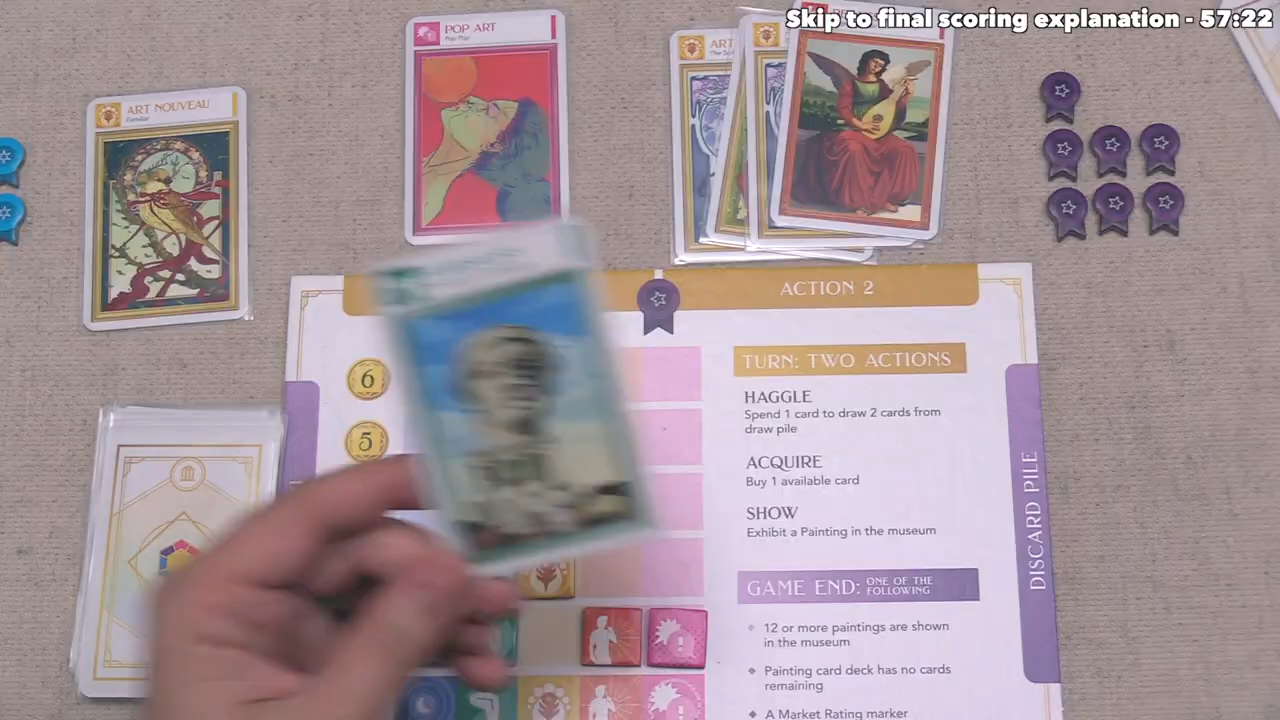 Skip to final scoring explanation - 57:22
POP ART
ART NOUVEAU
Familiar
ART
ACTION 2
6
5
TURN: TWO ACTIONS
HAGGLE
Spend 1 card to draw 2 cards from
draw pile
ACQUIRE
Buy 1 available card
SHOW
Exhibit a Painting in the museum
GAME END: ONE OF THE
FOLLOWING
12 or more paintings are shown
in the museum
Painting card deck has no cards
remaining
A Market Rating marker
DISCARD PILE